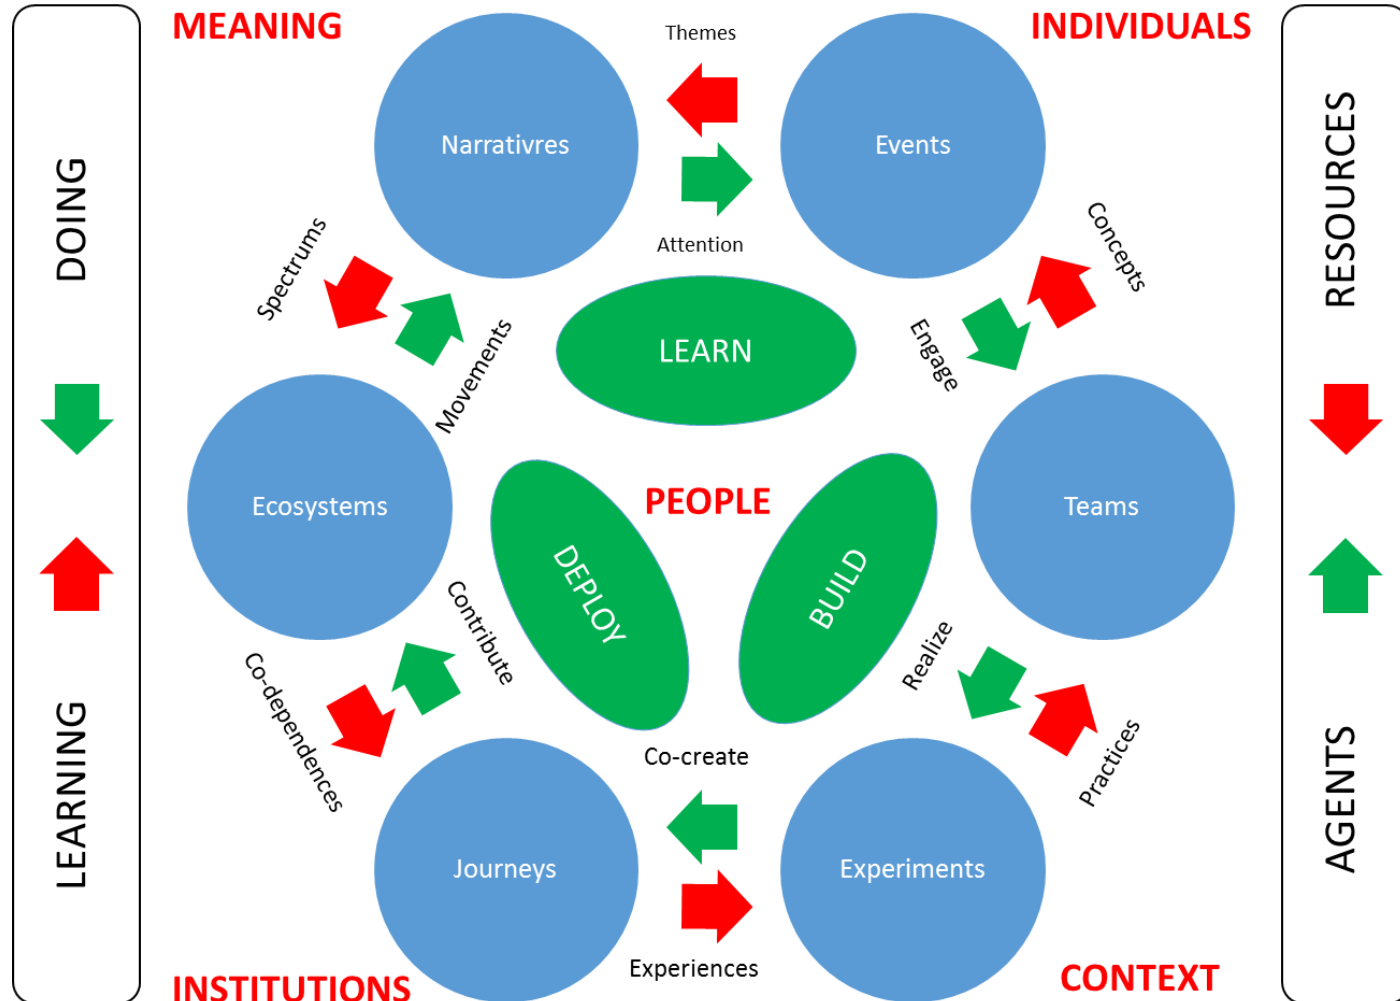 MEANING
Themes
INDIVIDUALS
Narrativres
Events
DOING
RESOURCES
Spectrums
Attention
Concepts
Movements
Engage
LEARN
Ecosystems
PEOPLE
Teams
DEPLOY
BUILD
Contribute
Realize
Co-dependences
Practices
LEARNING
AGENTS
Co-create
Journeys
Experiments
Experiences
INSTITUTIONS
CONTEXT